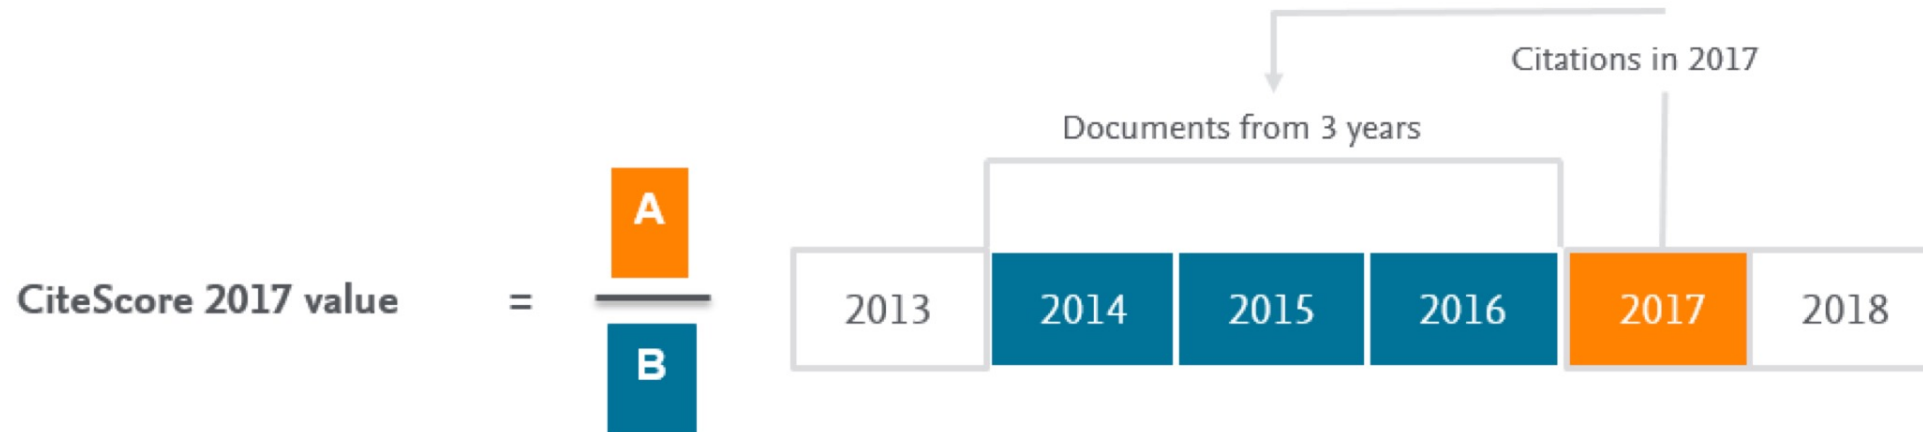 Citations in 2017
Documents from 3 years
A
CiteScore 2017 value =
B
2013 2014 2015 2016 2017 2018